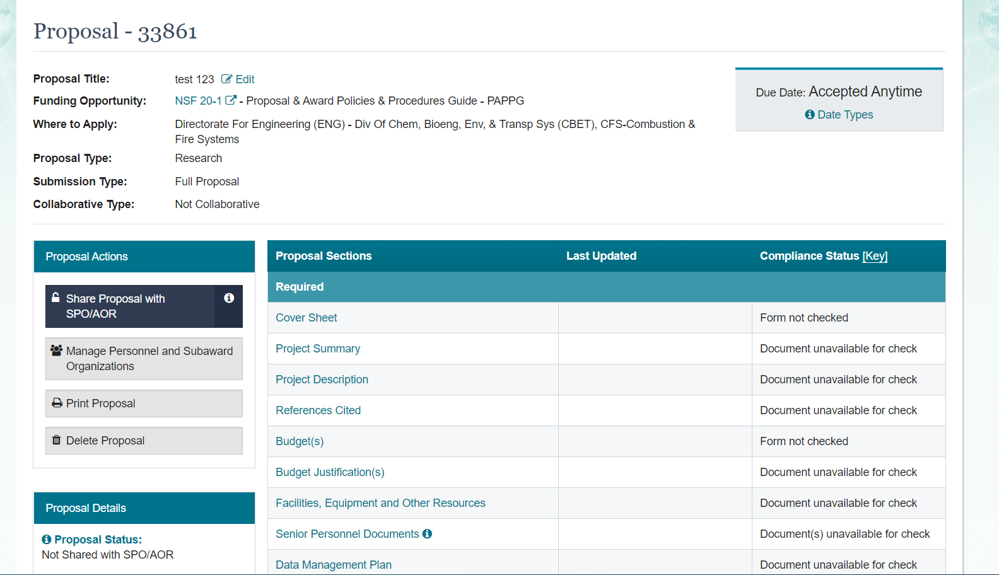 Proposal - 33861
Proposal Title: test 123 Edit
Funding Opportunity: NSF 20-1 - Proposal & Award Policies & Procedures Guide - PAPPG
Where to Apply: Directorate For Engineering (ENG) - Div Of Chem, Bioeng, Env, & Transp Sys (CBET), CFS-Combustion &
Fire Systems
Proposal Type: Research
Submission Type: Full Proposal
Collaborative Type: Not Collaborative
Due Date: Accepted Anytime
Date Types
Proposal Actions
Share Proposal with
SPO/AOR
Manage Personnel and Subaward
Organizations
Print Proposal
Delete Proposal
Proposal Details
Proposal Status:
Not Shared with SPO/AOR
Proposal Sections Last Updated Compliance Status [Key]
Required
Cover Sheet Form not checked
Project Summary Document unavailable for check
Project Description Document unavailable for check
References Cited Document unavailable for check
Budget(s) Form not checked
Budget Justification(s) Document unavailable for check
Facilities, Equipment and Other Resources Document unavailable for check
Senior Personnel Documents Document(s) unavailable for check
Data Management Plan Document unavailable for check